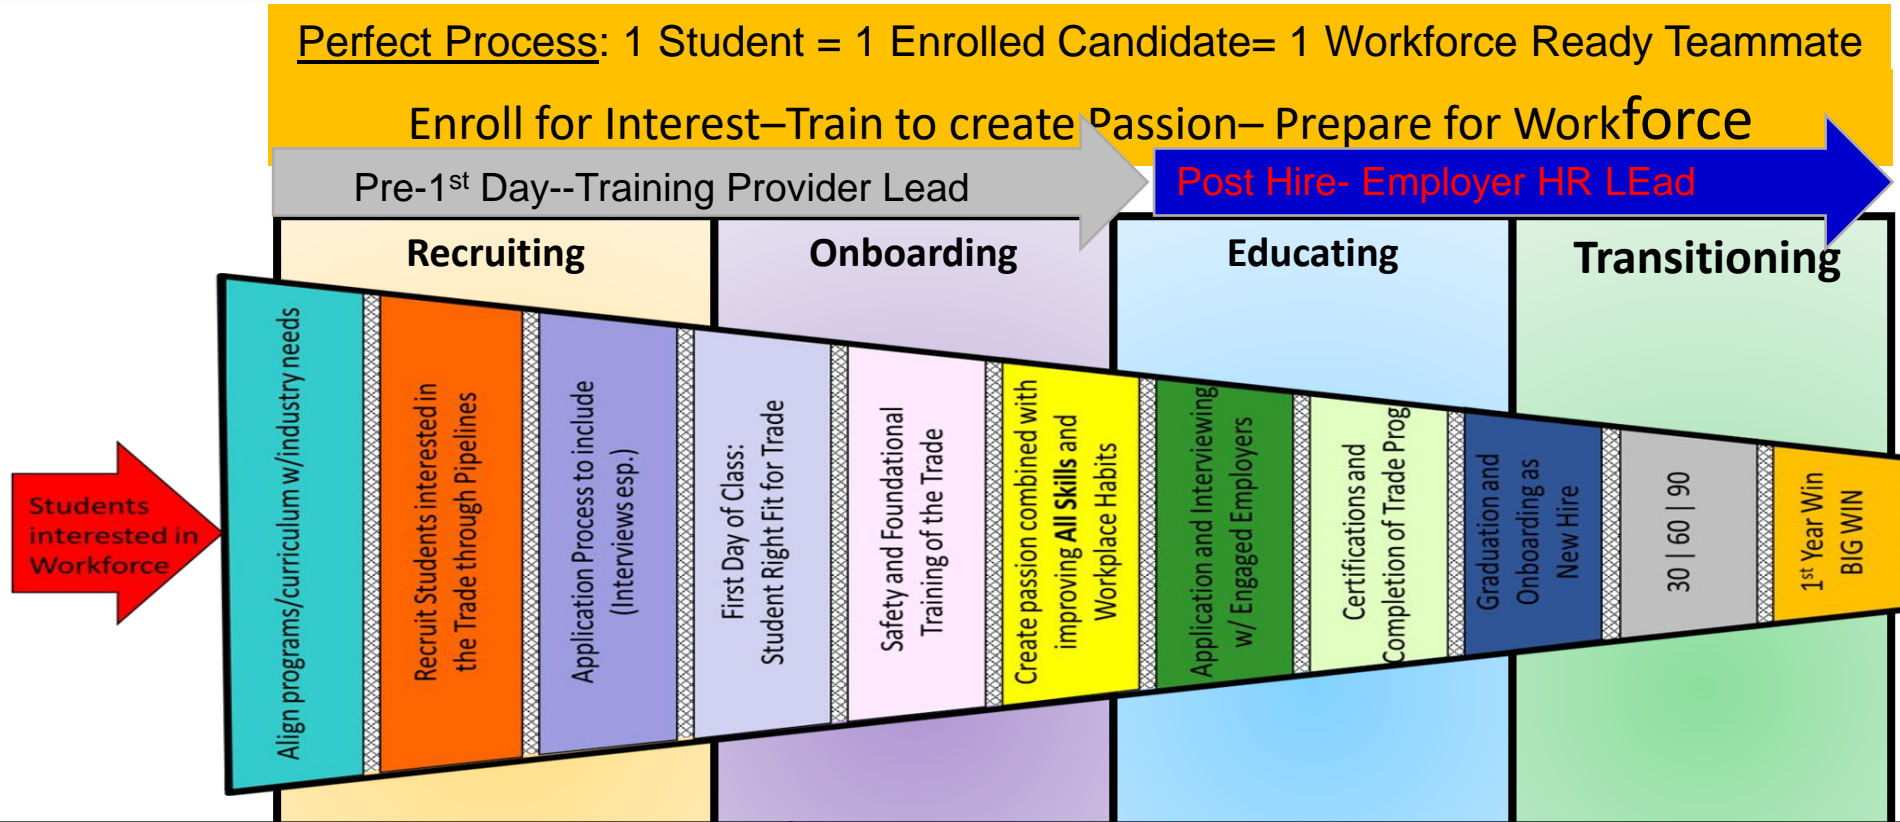 Perfect Process: 1 Student = 1 Enrolled Candidate= 1 Workforce Ready Teammate
Enroll for Interest–Train to create Passion– Prepare for Workforce
Pre-1st Day--Training Provider Lead
Post Hire- Employer HR LEad
Recruiting
Onboarding
Educating
Transitioning
Students
interested in
Workforce
Align programs/curriculum w/industry needs
Recruit Students interested in
the Trade through Pipelines
Application Process to include
(Interviews esp.)
First Day of Class:
Student Right Fit for Trade
Safety and Foundational
Training of the Trade
Create passion combined with
improving All Skills and
Workplace Habits
Application and Interviewing
w/ Engaged Employers
Certifications and
Completion of Trade Prog
Graduation and
Onboarding as
New Hire
30 | 60 | 90
1st Year Win
BIG WIN